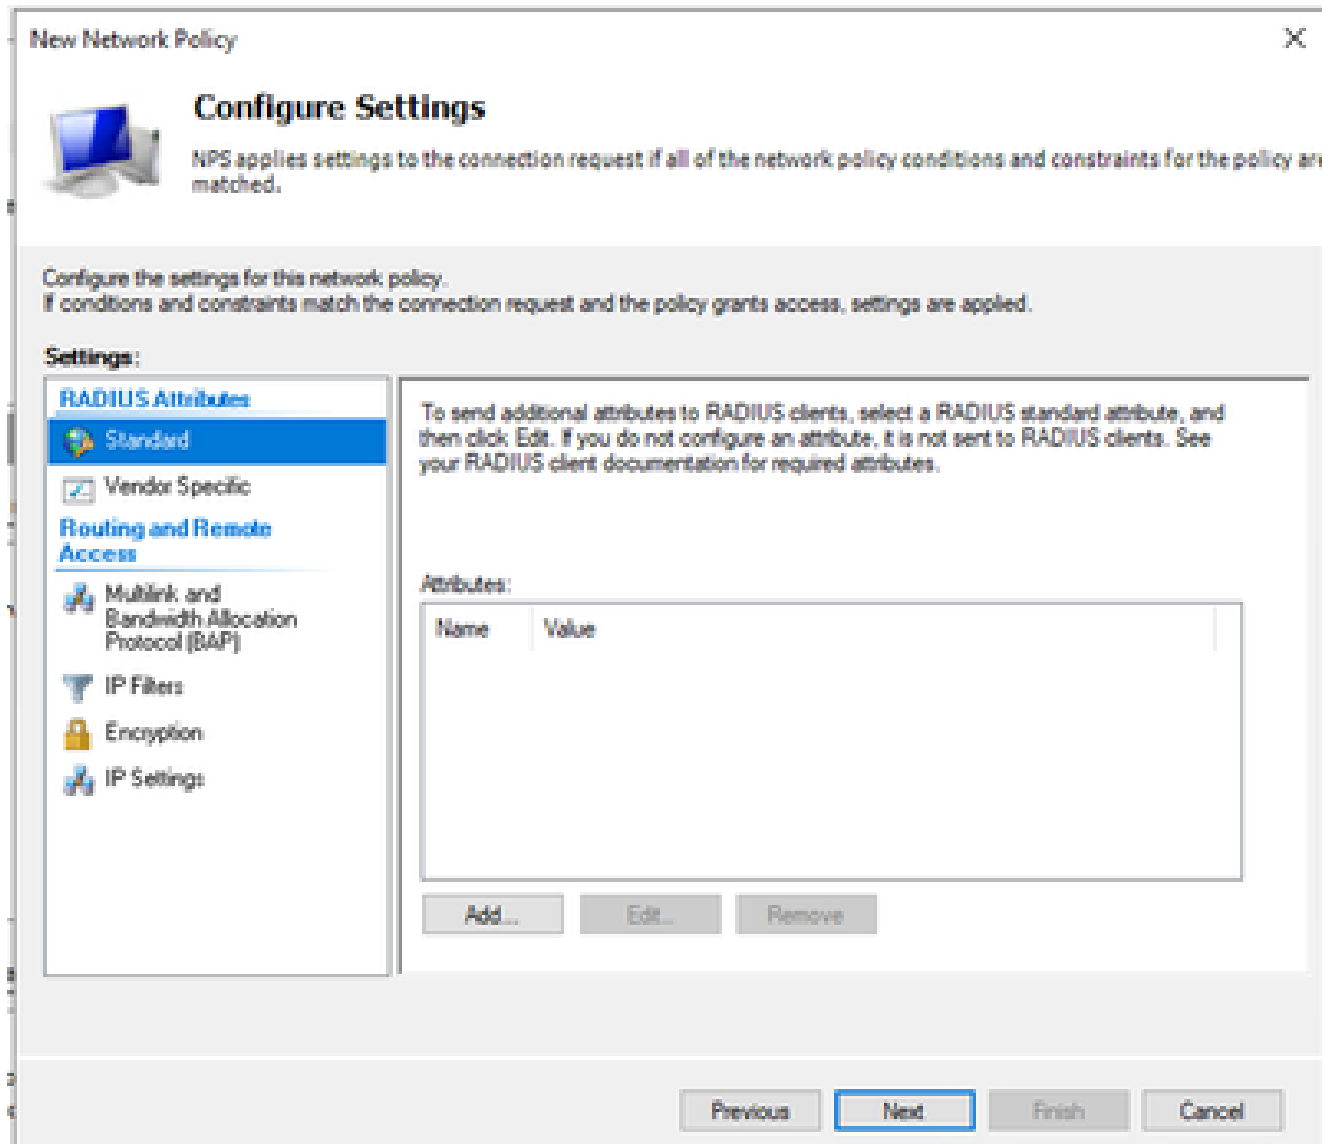 New Network Policy
Configure Settings
NPS applies settings to the connection request if all of the network policy conditions and constraints for the policy are
matched.
Configure the settings for this network policy.
If conditions and constraints match the connection request and the policy grants access, settings are applied.
Settings:
RADIUS Attributes
Standard
Vendor Specific
Routing and Remote
Access
Multilink and
Bandwidth Allocation
Protocol (BAP)
IP Filters
Encryption
IP Settings
To send additional attributes to RADIUS clients, select a RADIUS standard attribute, and
then click Edit. If you do not configure an attribute, it is not sent to RADIUS clients. See
your RADIUS client documentation for required attributes.
Attributes:
Name Value
Add... Edit... Remove
Previous Next Finish Cancel